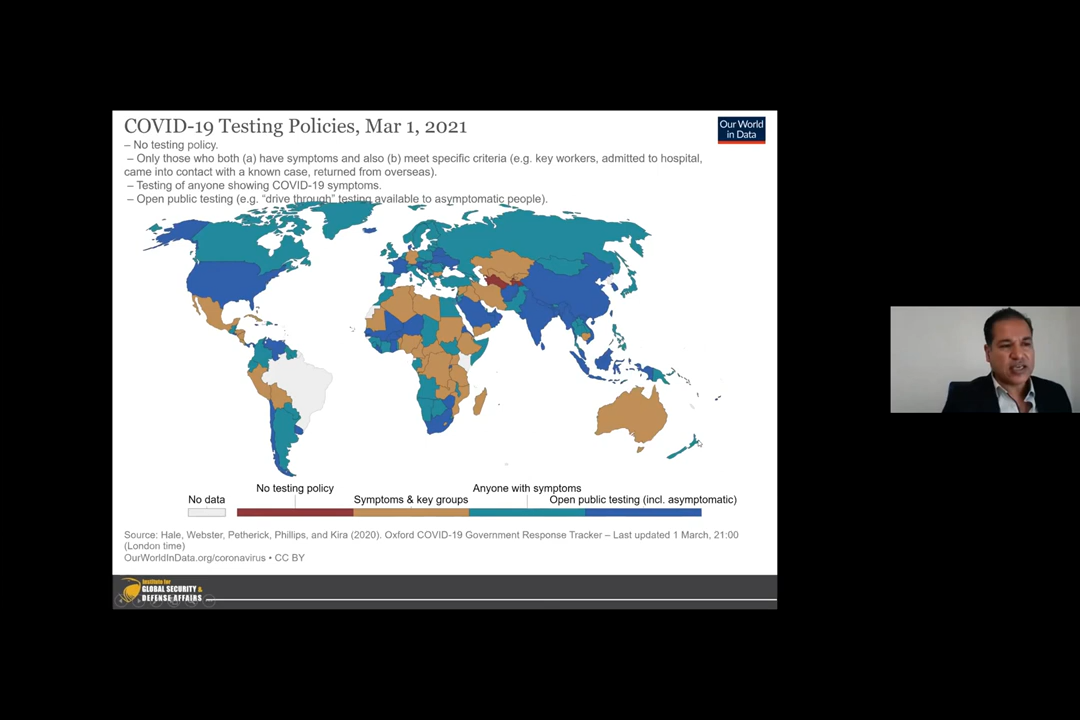 COVID-19 Testing Policies, Mar 1, 2021
Our World
in Data
– No testing policy.
– Only those who both (a) have symptoms and also (b) meet specific criteria (e.g. key workers, admitted to hospital,
came into contact with a known case, returned from overseas).
– Testing of anyone showing COVID-19 symptoms.
– Open public testing (e.g. “drive through” testing available to asymptomatic people).
No data
No testing policy
Symptoms & key groups
Anyone with symptoms
Open public testing (incl. asymptomatic)
Source: Hale, Webster, Petherick, Phillips, and Kira (2020). Oxford COVID-19 Government Response Tracker – Last updated 1 March, 21:00
(London time)
OurWorldInData.org/coronavirus • CC BY
Institute for
GLOBAL SECURITY &
DEFENSE AFFAIRS